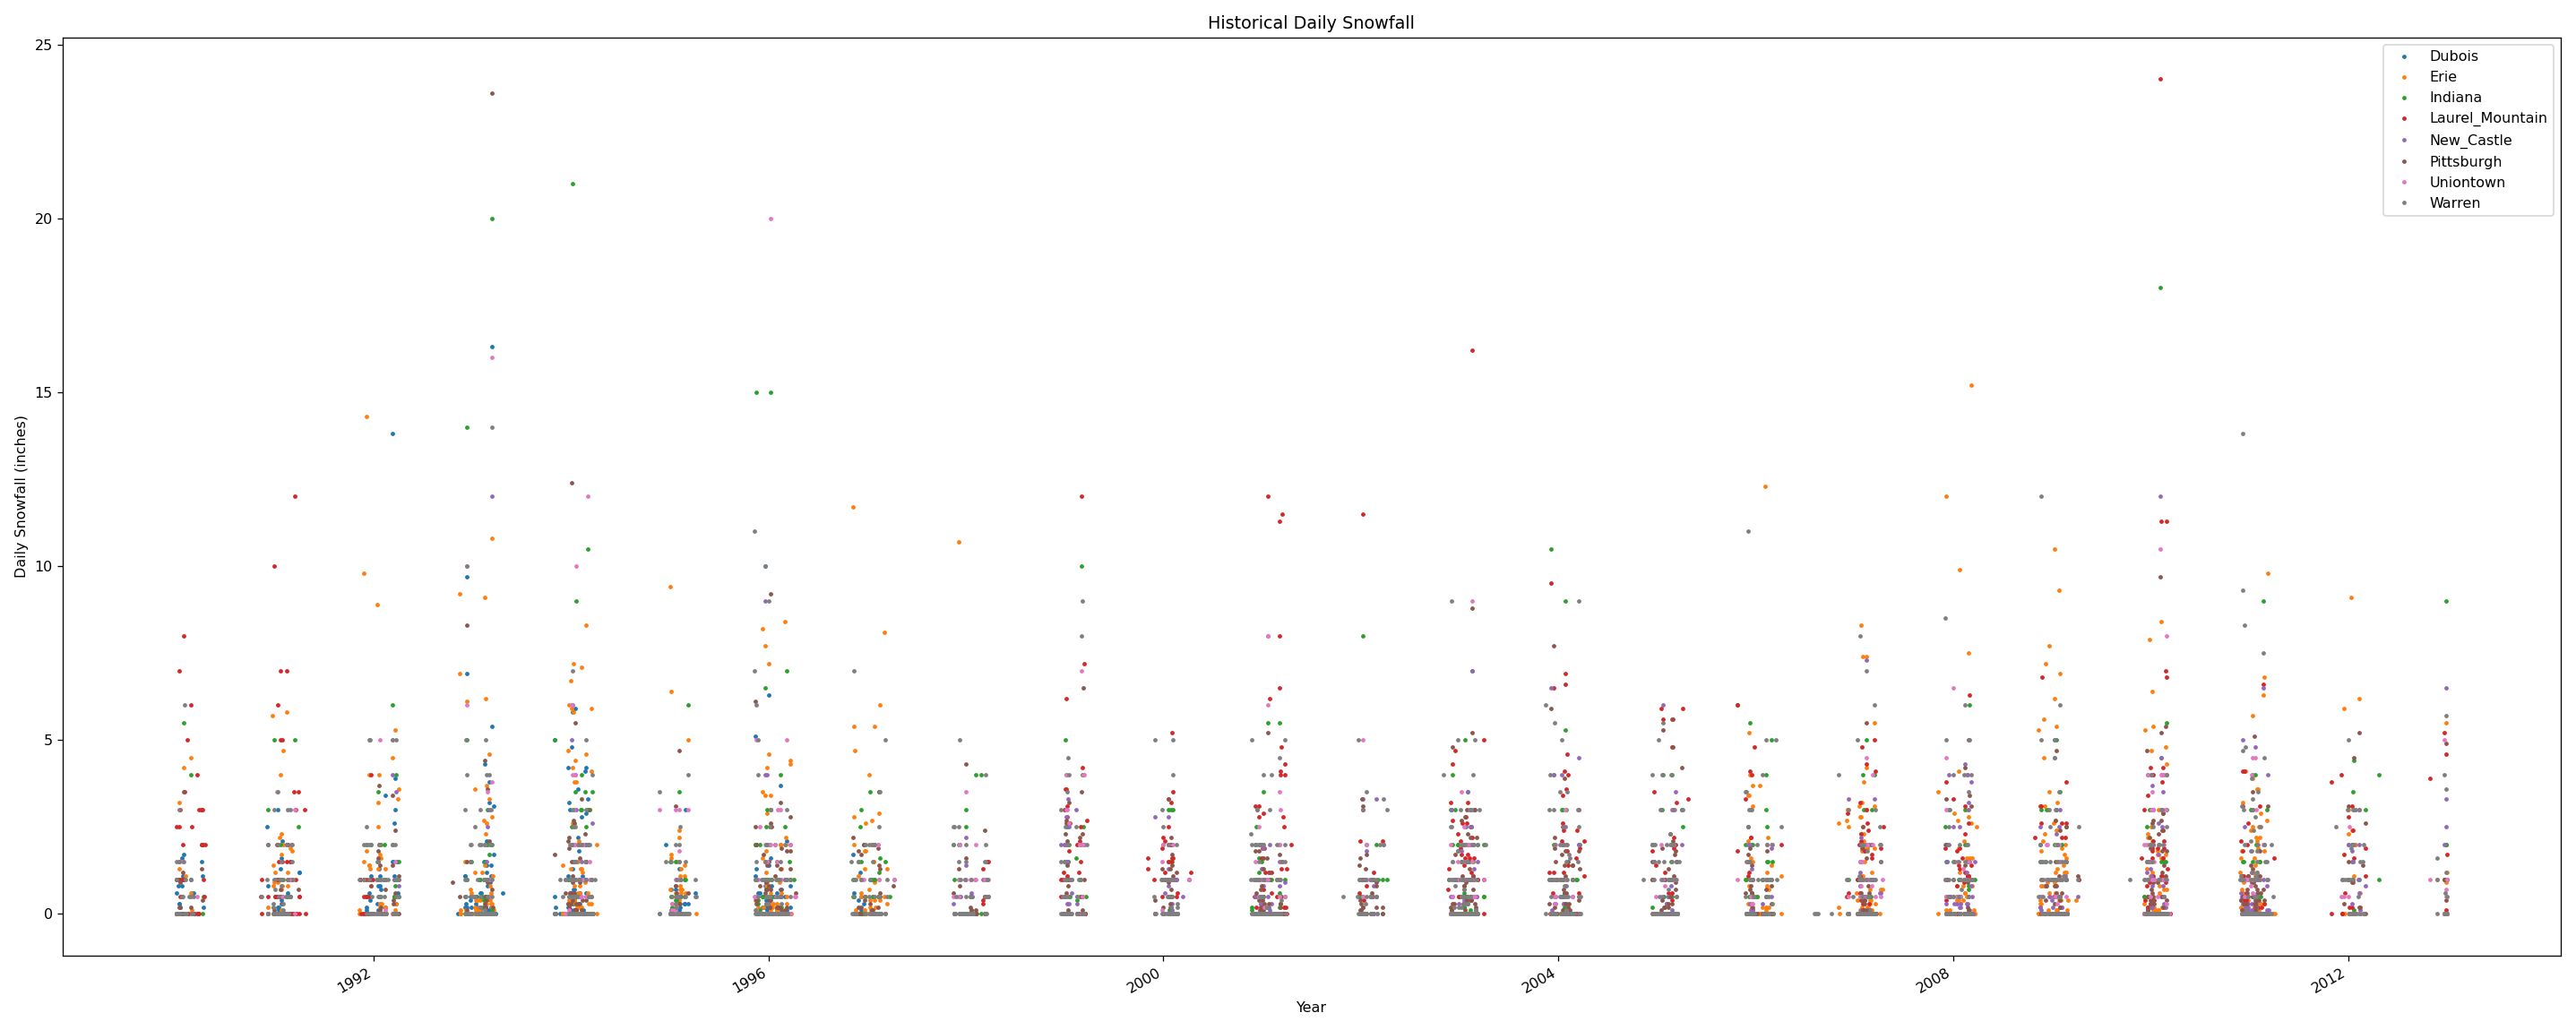 Historical Daily Snowfall
Daily Snowfall (inches)
25
20
15
10
5
0
Dubois
Erie
Indiana
Laurel_Mountain
New_Castle
Pittsburgh
Uniontown
Warren
1992
1996
2000
2004
2008
2012
Year